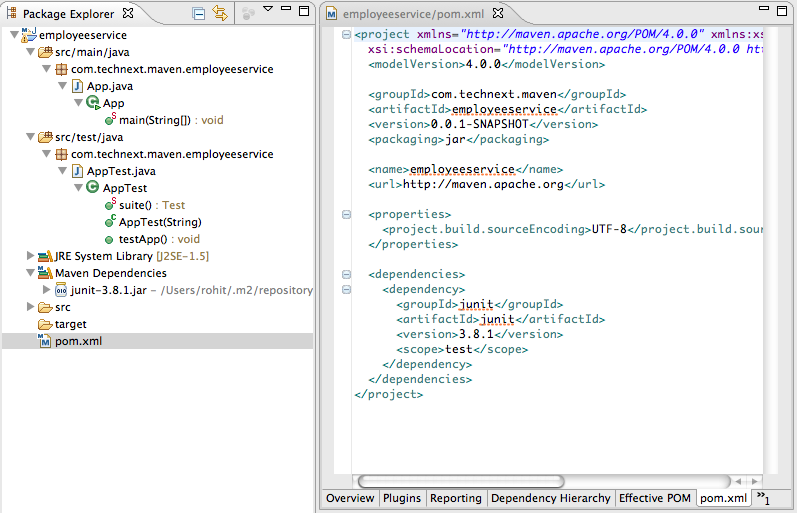 Package Explorer
employeeservice
src/main/java
com.technext.maven.employeeservice
App.java
App
main(String[]) : void
src/test/java
com.technext.maven.employeeservice
AppTest.java
AppTest
suite() : Test
AppTest(String)
testApp() : void
JRE System Library [J2SE-1.5]
Maven Dependencies
junit-3.8.1.jar – /Users/rohit/.m2/repository
src
target
pom.xml
employeeservice/pom.xml
<project xmlns="http://maven.apache.org/POM/4.0.0" xmlns:xs
xsi:schemaLocation="http://maven.apache.org/POM/4.0.0 htt
<modelVersion>4.0.0</modelVersion>
<groupId>com.technext.maven</groupId>
<artifactId>employeeservice</artifactId>
<version>0.0.1-SNAPSHOT</version>
<packaging>jar</packaging>
<name>employeeservice</name>
<url>http://maven.apache.org</url>
<properties>
<project.build.sourceEncoding>UTF-8</project.build.sour
</properties>
<dependencies>
<dependency>
<groupId>junit</groupId>
<artifactId>junit</artifactId>
<version>3.8.1</version>
<scope>test</scope>
</dependency>
</dependencies>
</project>
Overview Plugins Reporting Dependency Hierarchy Effective POM pom.xml »1